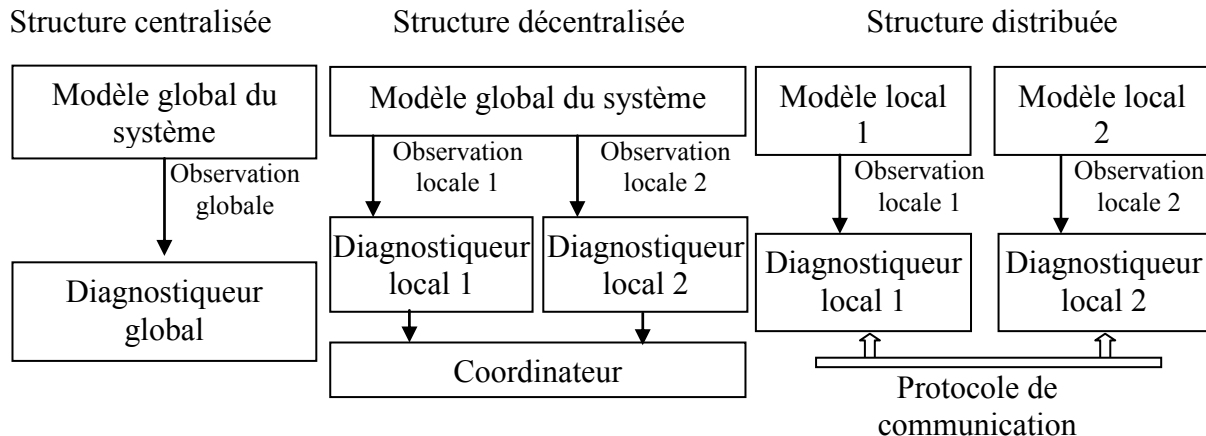 Structure centralisée
Modèle global du
système
Observation
globale
Diagnostiqueur
global
Structure décentralisée
Modèle global du système
Observation
locale 1
Observation
locale 2
Diagnostiqueur
local 1
Diagnostiqueur
local 2
Coordinateur
Structure distribuée
Modèle local
1
Modèle local
2
Observation
locale 1
Observation
locale 2
Diagnostiqueur
local 1
Diagnostiqueur
local 2
Protocole de
communication